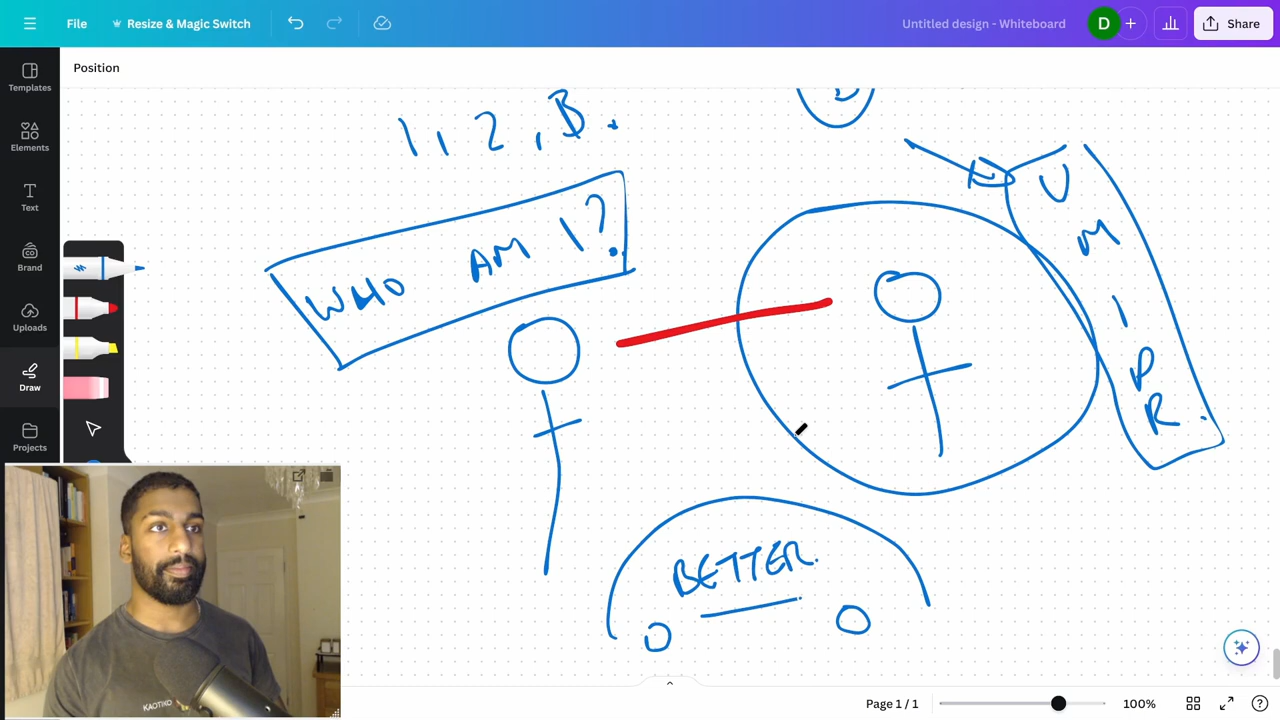 File
Resize & Magic Switch
Untitled design - Whiteboard
D
Share
Position
Templates
Elements
Text
Brand
Uploads
Draw
Projects
1, 2, B.
WHO AM I?
U
M
I
P
R.
BETTER.
KAOTIKO
Page 1 / 1
100%